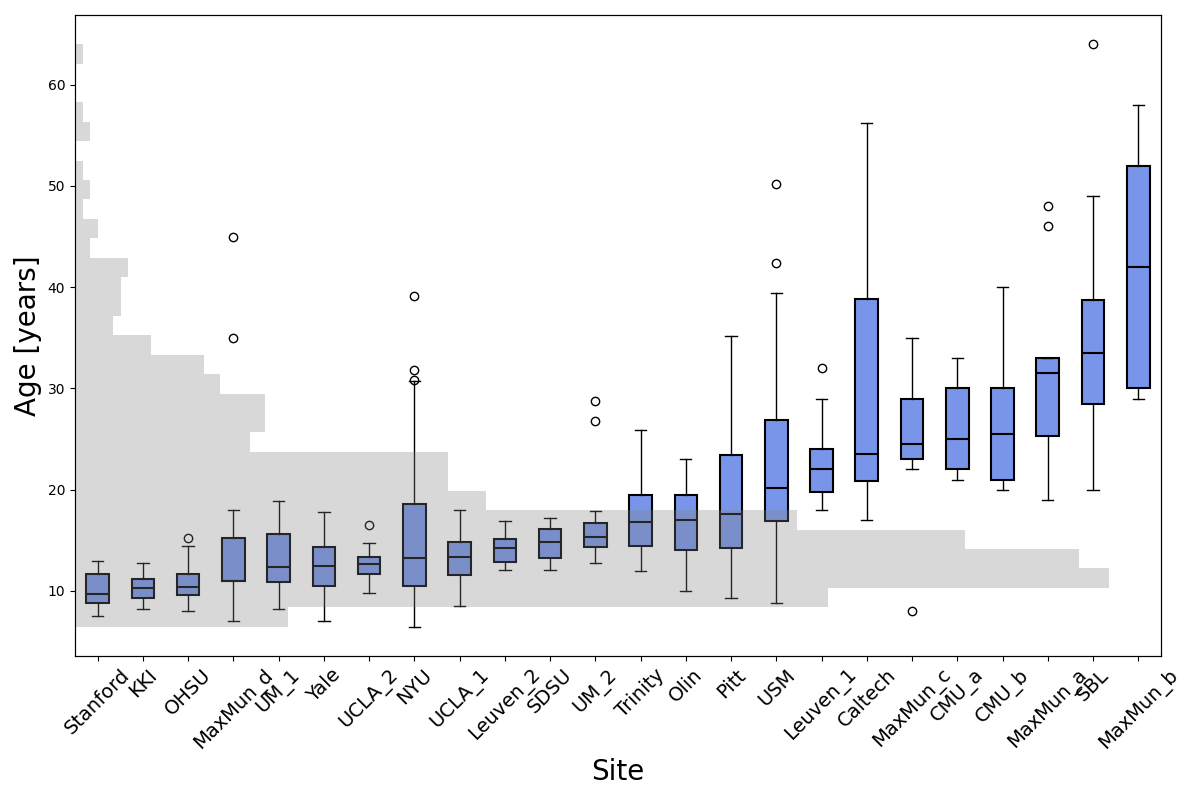 60
50
40
30
20
10
Age [years]
Stanford
KKI
OHSU
MaxMun_d
UM_1
Yale
UCLA_2
NYU
UCLA_1
Leuven_2
SDSU
UM_2
Trinity
Olin
Pitt
USM
Leuven_1
Caltech
MaxMun_c
CMU_a
CMU_b
MaxMun_a
SBL
MaxMun_b
Site